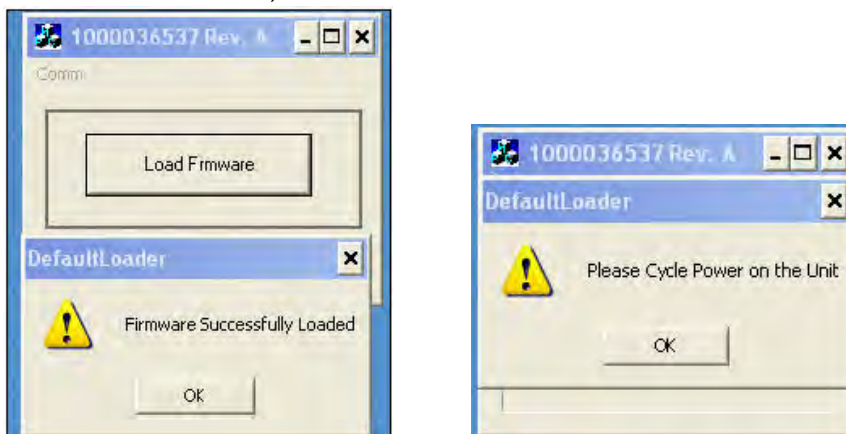 1000036537 Rev. A
Comm
Load Frmware
DefaultLoader
Firmware Successfully Loaded
OK
1000036537 Rev. A
DefaultLoader
Please Cycle Power on the Unit
OK